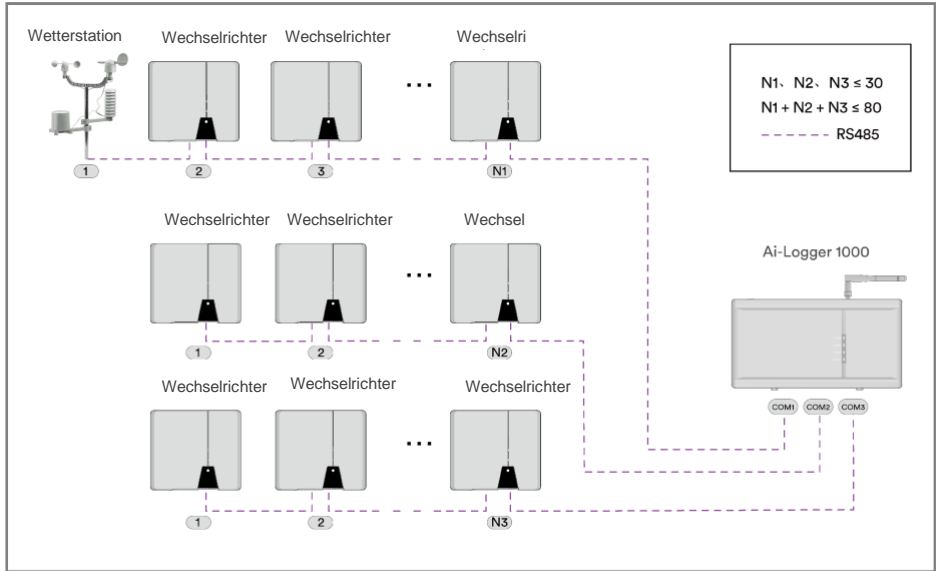 Wetterstation
Wechselrichter
Wechselrichter
Wechselri
...
1
2
3
N1
N1、N2、N3 ≤ 30
N1 + N2 + N3 ≤ 80
RS485
Wechselrichter
Wechselrichter
Wechsel
...
1
2
N2
Ai-Logger 1000
COM1
COM2
COM3
Wechselrichter
Wechselrichter
Wechselrichter
...
1
2
N3